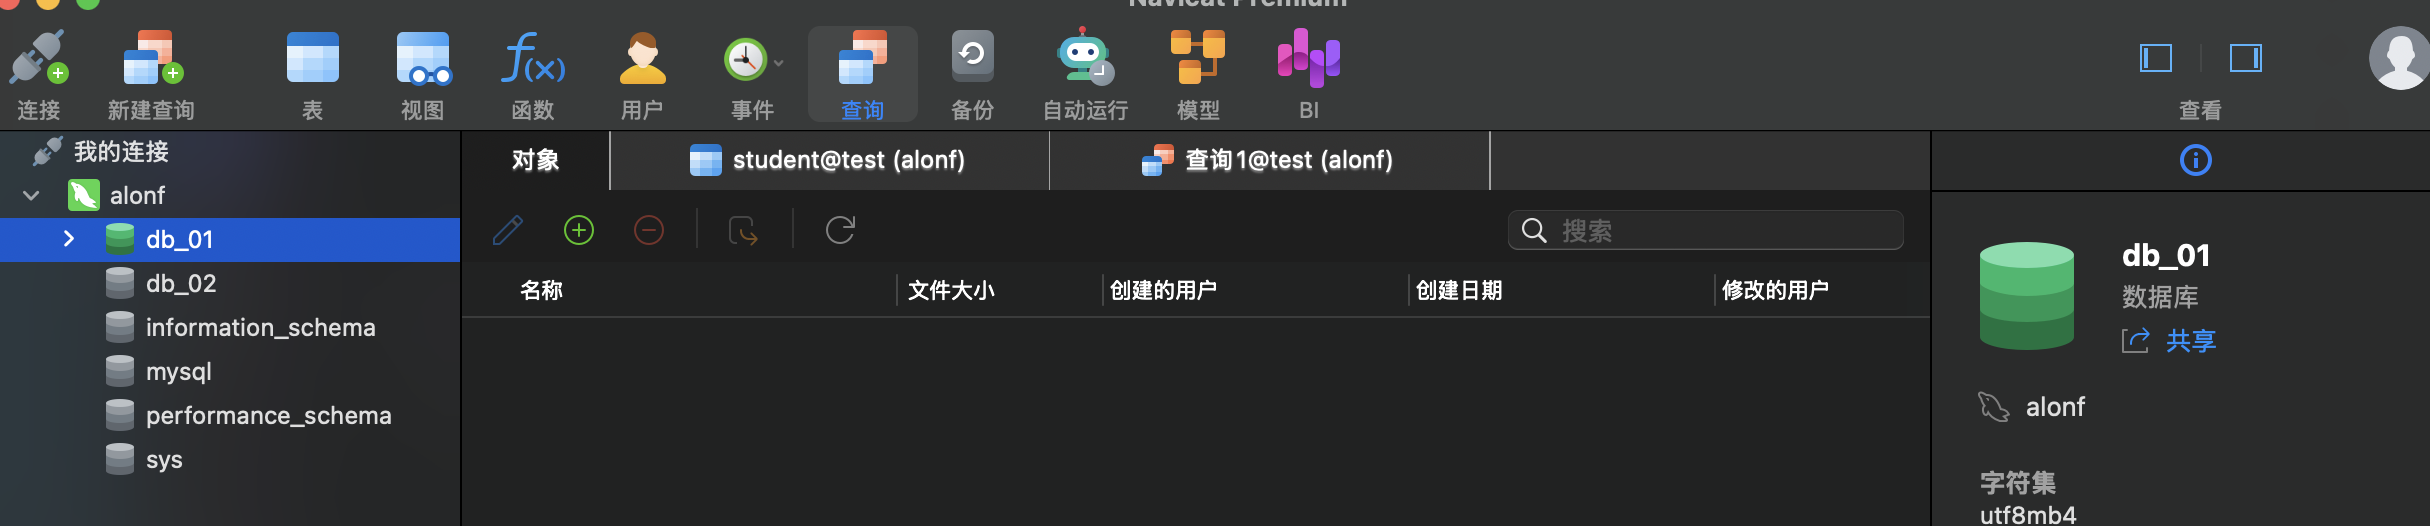 Navicat Premium
连接
新建查询
表
视图
函数
用户
事件
查询
备份
自动运行
模型
BI
查看
我的连接
alonf
db_01
db_02
information_schema
mysql
performance_schema
sys
对象
student@test (alonf)
查询1@test (alonf)
搜索
名称
文件大小
创建的用户
创建日期
修改的用户
db_01
数据库
共享
alonf
字符集
utf8mb4